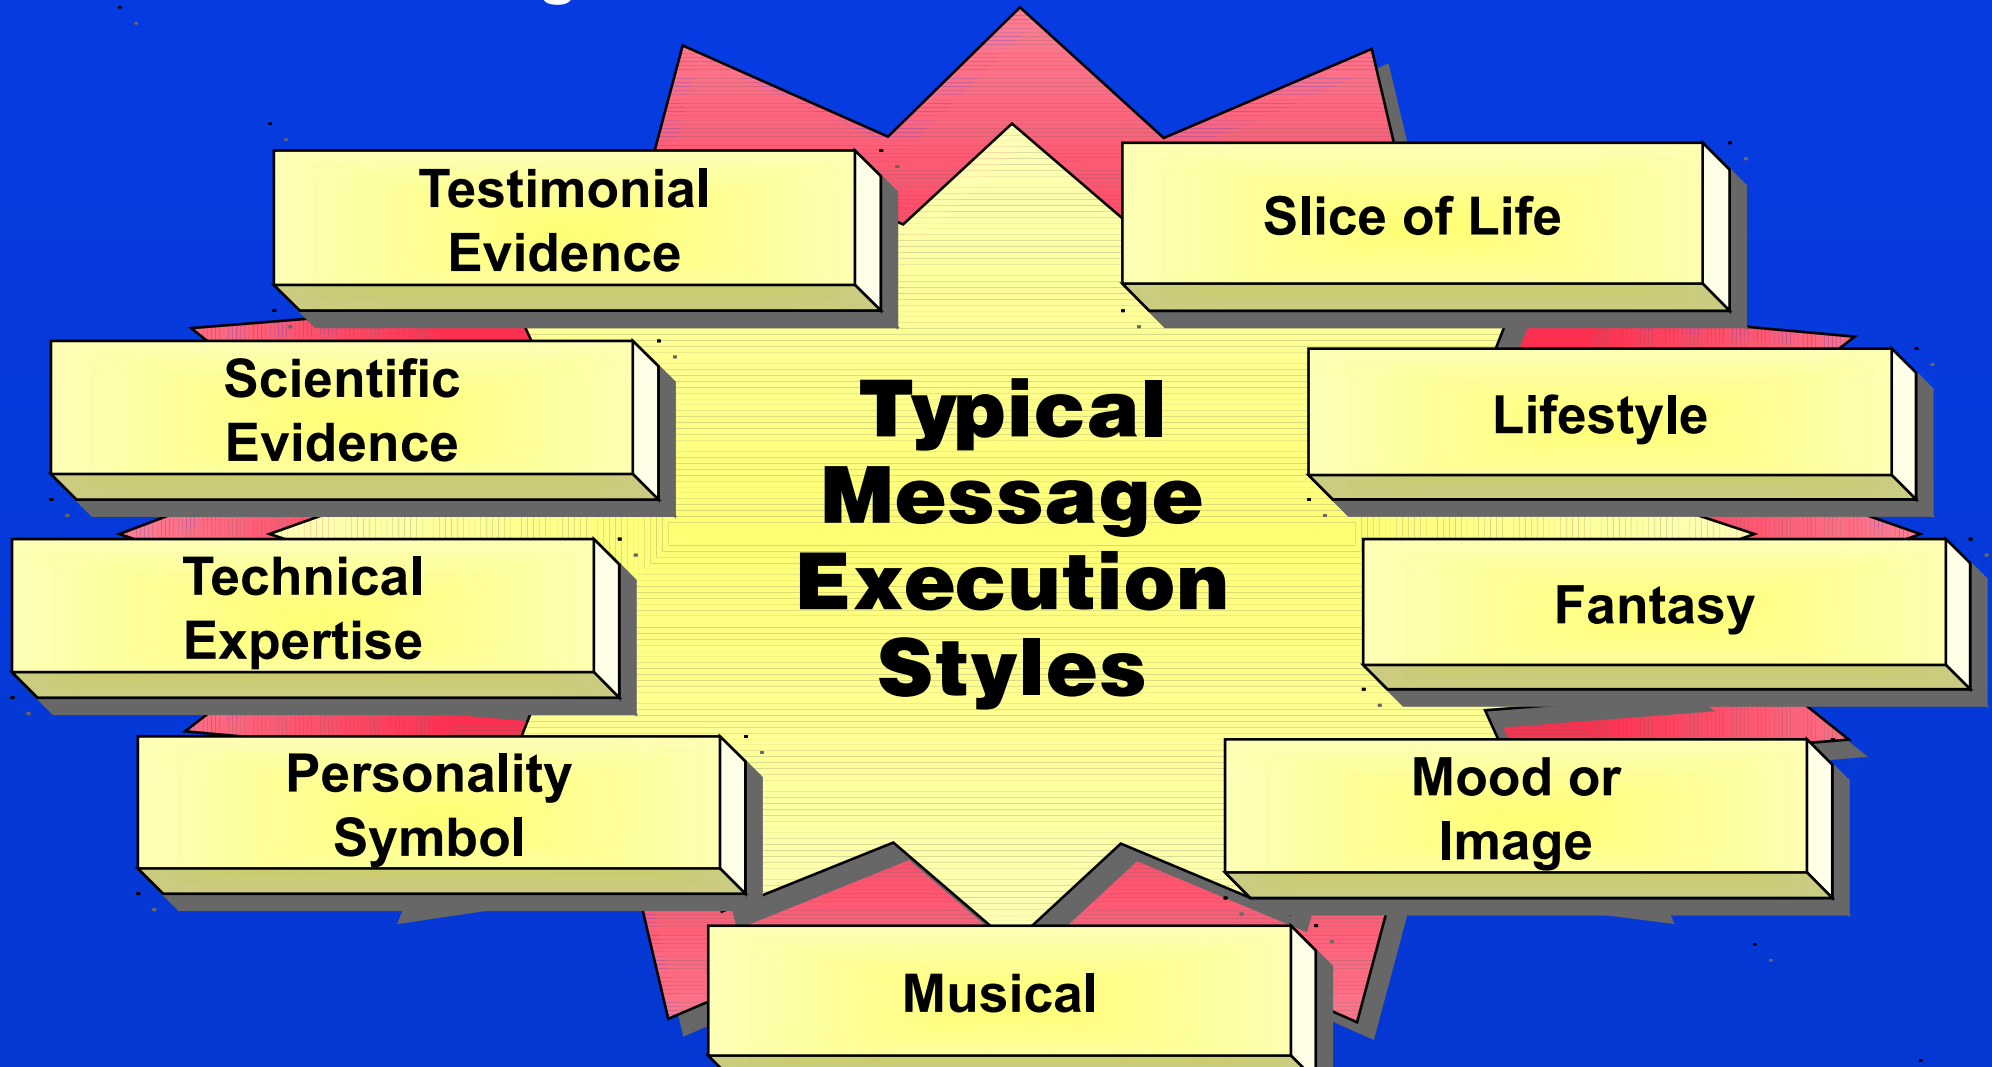 Testimonial
Evidence
Slice of Life
Scientific
Evidence
Lifestyle
Typical
Message
Execution
Styles
Technical
Expertise
Fantasy
Personality
Symbol
Mood or
Image
Musical